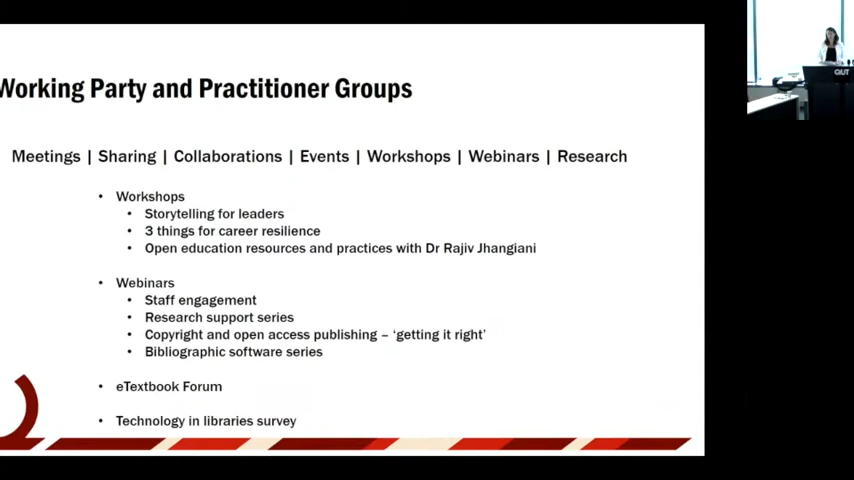 Working Party and Practitioner Groups
Meetings | Sharing | Collaborations | Events | Workshops | Webinars | Research
• Workshops
• Storytelling for leaders
• 3 things for career resilience
• Open education resources and practices with Dr Rajiv Jhangiani
• Webinars
• Staff engagement
• Research support series
• Copyright and open access publishing – ‘getting it right’
• Bibliographic software series
• eTextbook Forum
• Technology in libraries survey
QUT